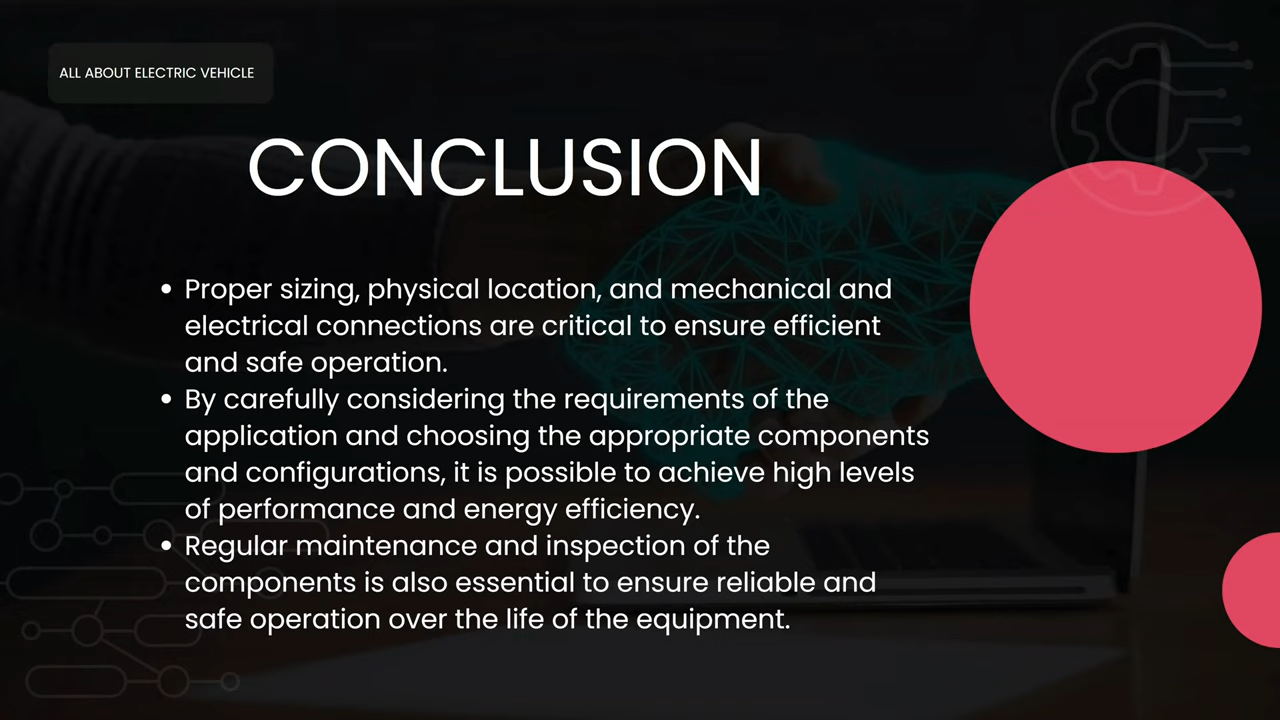 ALL ABOUT ELECTRIC VEHICLE
CONCLUSION
• Proper sizing, physical location, and mechanical and
electrical connections are critical to ensure efficient
and safe operation.
• By carefully considering the requirements of the
application and choosing the appropriate components
and configurations, it is possible to achieve high levels
of performance and energy efficiency.
• Regular maintenance and inspection of the
components is also essential to ensure reliable and
safe operation over the life of the equipment.